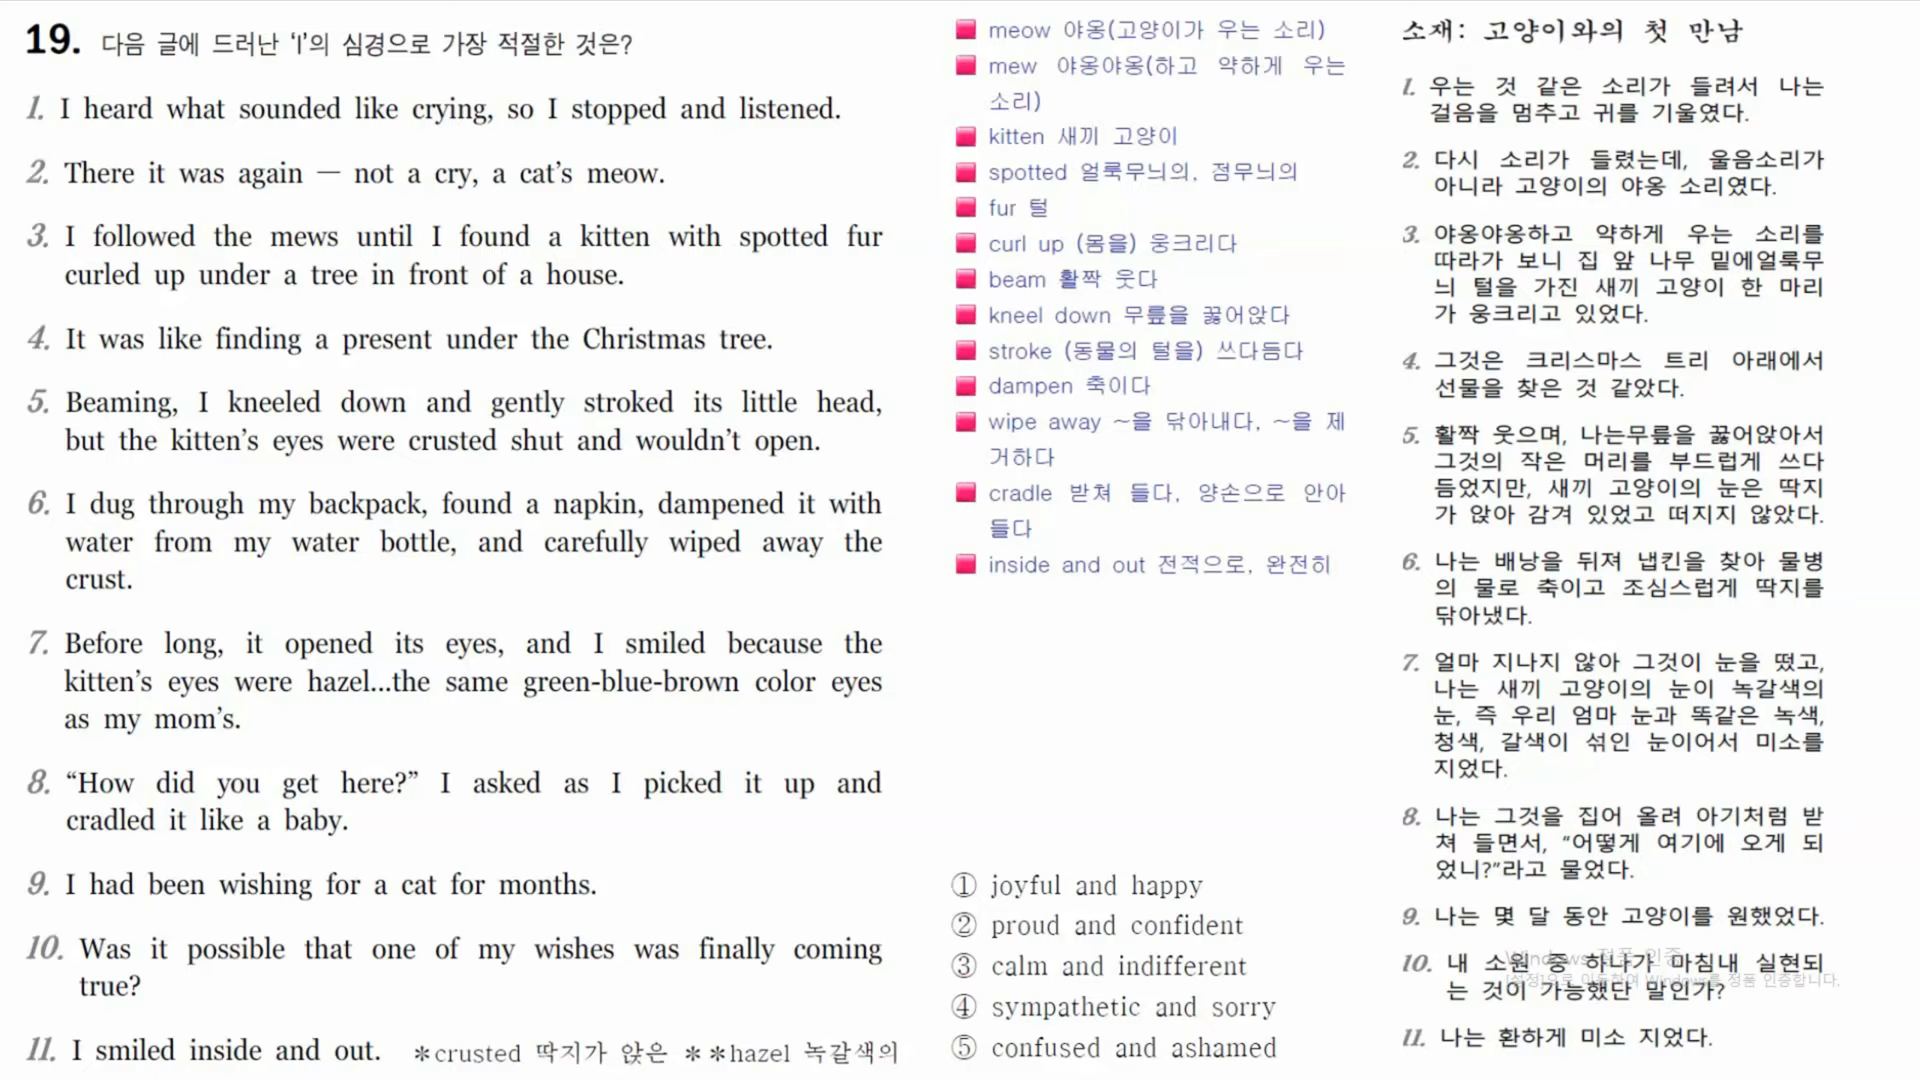 19. 다음 글에 드러난 ‘I’의 심경으로 가장 적절한 것은?
1. I heard what sounded like crying, so I stopped and listened.
2. There it was again — not a cry, a cat’s meow.
3. I followed the mews until I found a kitten with spotted fur
curled up under a tree in front of a house.
4. It was like finding a present under the Christmas tree.
5. Beaming, I kneeled down and gently stroked its little head,
but the kitten’s eyes were crusted shut and wouldn’t open.
6. I dug through my backpack, found a napkin, dampened it with
water from my water bottle, and carefully wiped away the
crust.
7. Before long, it opened its eyes, and I smiled because the
kitten’s eyes were hazel...the same green-blue-brown color eyes
as my mom’s.
8. “How did you get here?” I asked as I picked it up and
cradled it like a baby.
9. I had been wishing for a cat for months.
10. Was it possible that one of my wishes was finally coming
true?
11. I smiled inside and out. *crusted 딱지가 앉은 **hazel 녹갈색의
meow 야옹(고양이가 우는 소리)
mew 야옹야옹(하고 약하게 우는
소리)
kitten 새끼 고양이
spotted 얼룩무늬의, 점무늬의
fur 털
curl up (몸을) 웅크리다
beam 활짝 웃다
kneel down 무릎을 꿇어앉다
stroke (동물의 털을) 쓰다듬다
dampen 축이다
wipe away ~을 닦아내다, ~을 제
거하다
cradle 받쳐 들다, 양손으로 안아
들다
inside and out 전적으로, 완전히
① joyful and happy
② proud and confident
③ calm and indifferent
④ sympathetic and sorry
⑤ confused and ashamed
소재: 고양이와의 첫 만남
1. 우는 것 같은 소리가 들려서 나는
걸음을 멈추고 귀를 기울였다.
2. 다시 소리가 들렸는데, 울음소리가
아니라 고양이의 야옹 소리였다.
3. 야옹야옹하고 약하게 우는 소리를
따라가 보니 집 앞 나무 밑에얼룩무
늬 털을 가진 새끼 고양이 한 마리
가 웅크리고 있었다.
4. 그것은 크리스마스 트리 아래에서
선물을 찾은 것 같았다.
5. 활짝 웃으며, 나는무릎을 꿇어앉아서
그것의 작은 머리를 부드럽게 쓰다
듬었지만, 새끼 고양이의 눈은 딱지
가 앉아 감겨 있었고 떠지지 않았다.
6. 나는 배낭을 뒤져 냅킨을 찾아 물병
의 물로 축이고 조심스럽게 딱지를
닦아냈다.
7. 얼마 지나지 않아 그것이 눈을 떴고,
나는 새끼 고양이의 눈이 녹갈색의
눈, 즉 우리 엄마 눈과 똑같은 녹색,
청색, 갈색이 섞인 눈이어서 미소를
지었다.
8. 나는 그것을 집어 올려 아기처럼 받
쳐 들면서, “어떻게 여기에 오게 되
었니?”라고 물었다.
9. 나는 몇 달 동안 고양이를 원했었다.
10. 내 소원 중 하나가 마침내 실현되
는 것이 가능했단 말인가?
11. 나는 환하게 미소 지었다.
Windows 정품 인증
[설정]으로 이동하여 Windows를 정품 인증합니다.